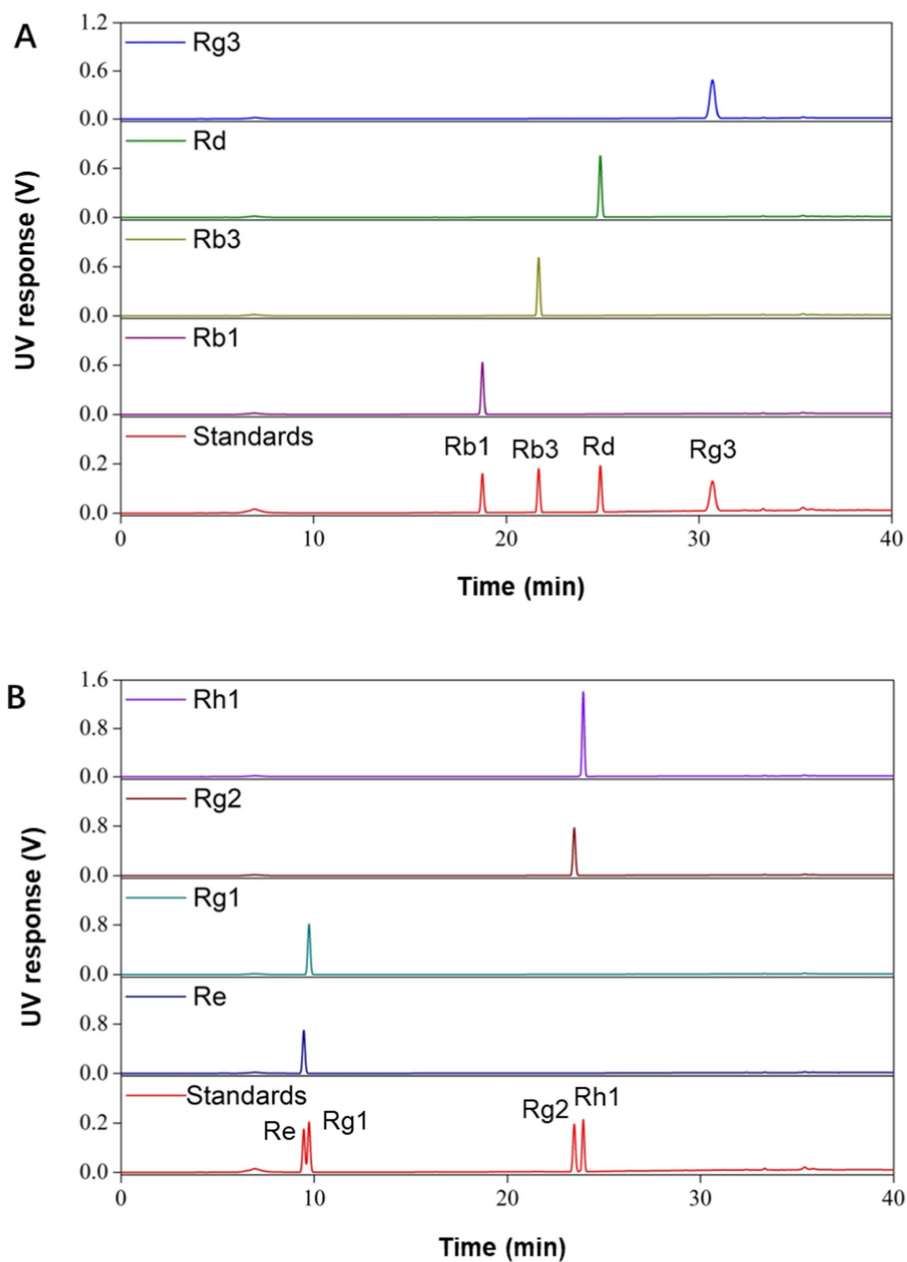 A
1.2
Rg3
0.6
0.0
Rd
0.6
0.0
Rb3
0.6
0.0
Rb1
0.6
0.0
Standards
Rb1 Rb3 Rd Rg3
0.2
0.0
0 10 20 30 40
UV response (V)
Time (min)
B
1.6
Rh1
0.8
0.0
Rg2
0.8
0.0
Rg1
0.8
0.0
Re
0.8
0.0
Standards
Re Rg1 Rg2 Rh1
0.2
0.0
0 10 20 30 40
UV response (V)
Time (min)